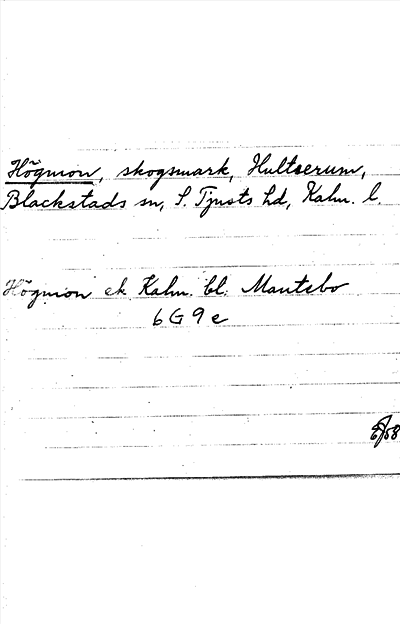 Högmon, skogsmark, Hultserum,
Blackstads sn, S. Tjusts hd, Kalm. l.
Högmon ek Kalm. bl. Mantebo
6G9e